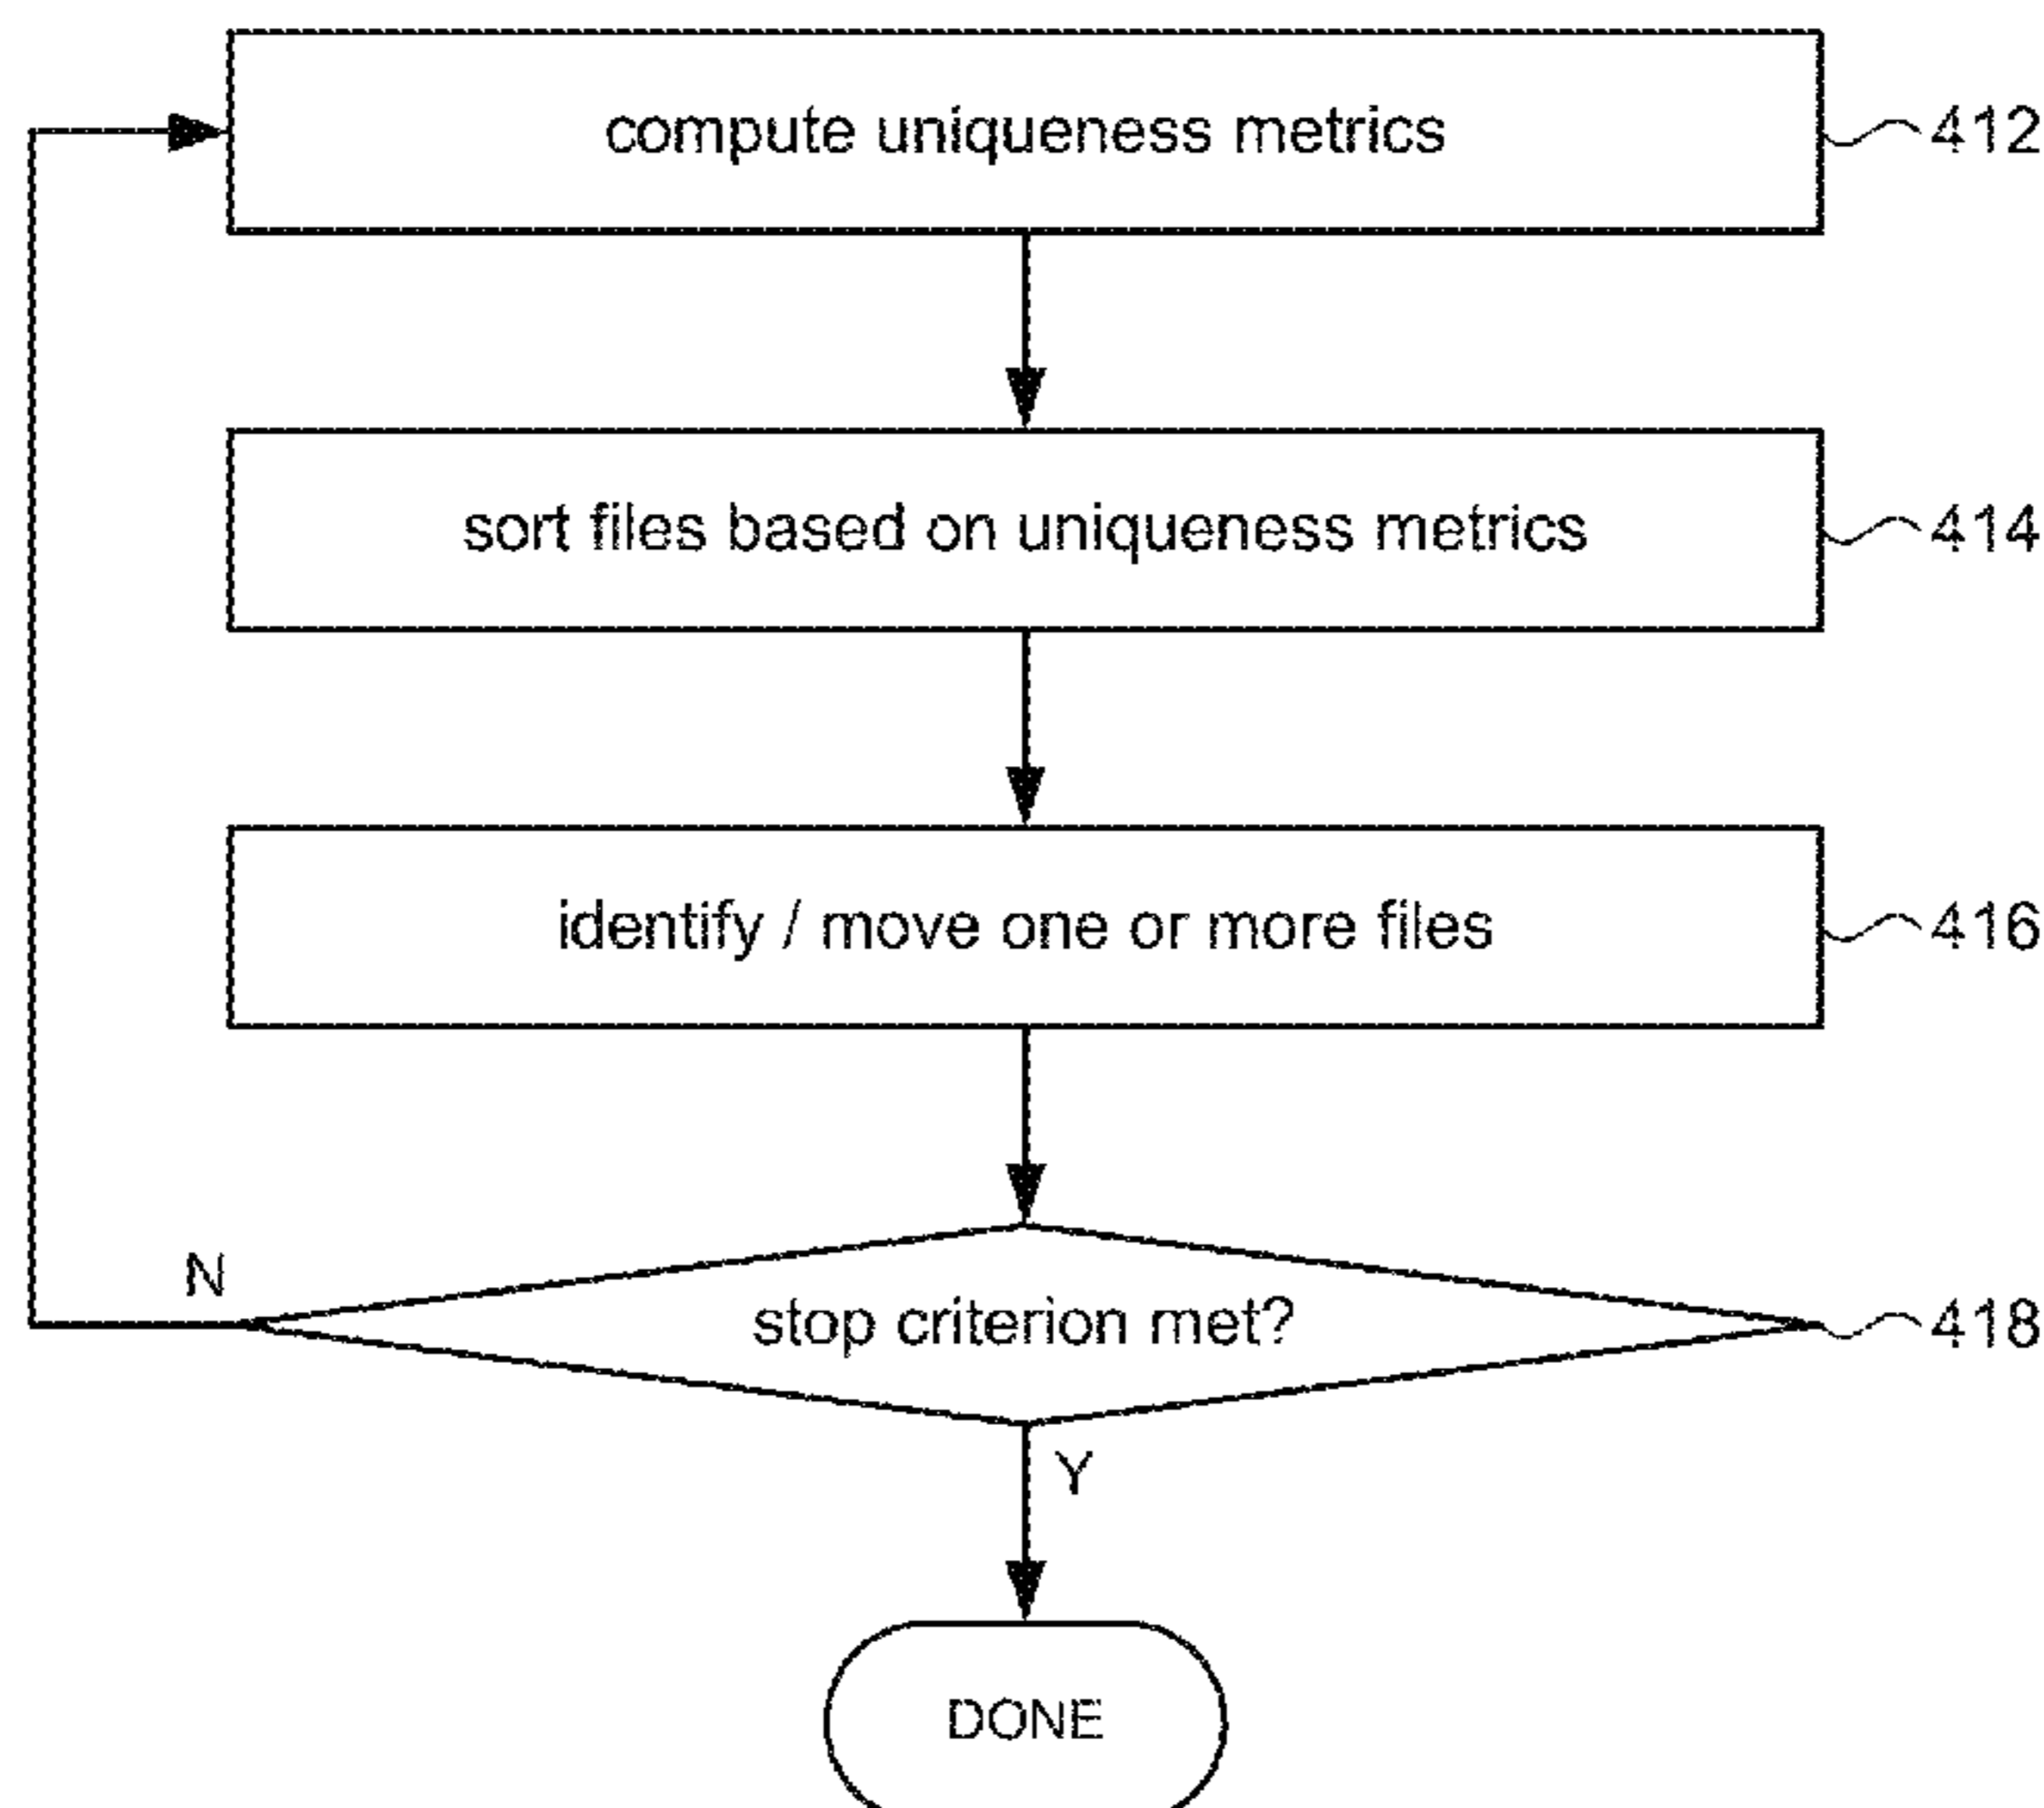 compute uniqueness metrics
412
sort files based on uniqueness metrics
414
identify / move one or more files
416
N
stop criterion met?
418
Y
DONE